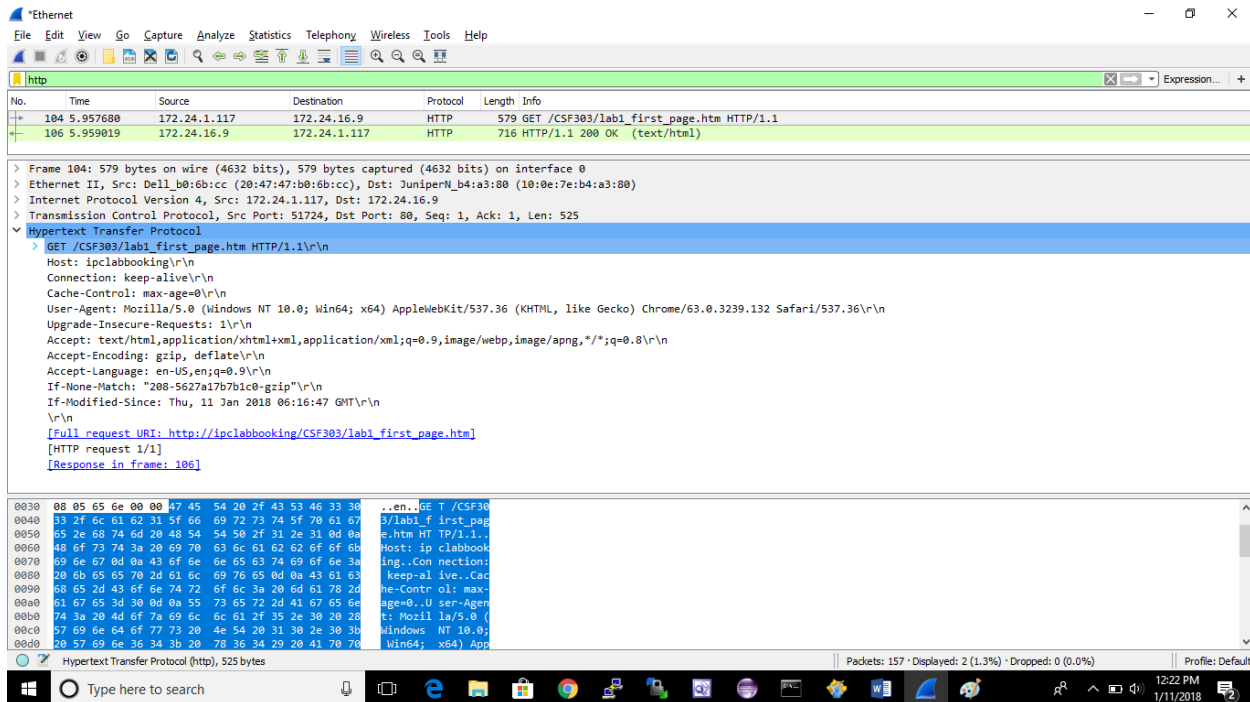 *Ethernet
File Edit View Go Capture Analyze Statistics Telephony Wireless Tools Help
http Expression... +
No. Time Source Destination Protocol Length Info
104 5.957680 172.24.1.117 172.24.16.9 HTTP 579 GET /CSF303/lab1_first_page.htm HTTP/1.1
106 5.959019 172.24.16.9 172.24.1.117 HTTP 716 HTTP/1.1 200 OK (text/html)
> Frame 104: 579 bytes on wire (4632 bits), 579 bytes captured (4632 bits) on interface 0
> Ethernet II, Src: Dell_b0:6b:cc (20:47:47:b0:6b:cc), Dst: JuniperN_b4:a3:80 (10:0e:7e:b4:a3:80)
> Internet Protocol Version 4, Src: 172.24.1.117, Dst: 172.24.16.9
> Transmission Control Protocol, Src Port: 51724, Dst Port: 80, Seq: 1, Ack: 1, Len: 525
Hypertext Transfer Protocol
> GET /CSF303/lab1_first_page.htm HTTP/1.1\r\n
Host: ipclabbooking\r\n
Connection: keep-alive\r\n
Cache-Control: max-age=0\r\n
User-Agent: Mozilla/5.0 (Windows NT 10.0; Win64; x64) AppleWebKit/537.36 (KHTML, like Gecko) Chrome/63.0.3239.132 Safari/537.36\r\n
Upgrade-Insecure-Requests: 1\r\n
Accept: text/html,application/xhtml+xml,application/xml;q=0.9,image/webp,image/apng,*/*;q=0.8\r\n
Accept-Encoding: gzip, deflate\r\n
Accept-Language: en-US,en;q=0.9\r\n
If-None-Match: "208-5627a17b7b1c0-gzip"\r\n
If-Modified-Since: Thu, 11 Jan 2018 06:16:47 GMT\r\n
\r\n
[Full request URI: http://ipclabbooking/CSF303/lab1_first_page.htm]
[HTTP request 1/1]
[Response in frame: 106]
0030 08 05 65 6e 00 00 47 45 54 20 2f 43 53 46 33 30 ..en..GE T /CSF30
0040 33 2f 6c 61 62 31 5f 66 69 72 73 74 5f 70 61 67 3/lab1_f irst_pag
0050 65 2e 68 74 6d 20 48 54 54 50 2f 31 2e 31 0d 0a e.htm HT TP/1.1..
0060 48 6f 73 74 3a 20 69 70 63 6c 61 62 62 6f 6f 6b Host: ip clabbook
0070 69 6e 67 0d 0a 43 6f 6e 6e 65 63 74 69 6f 6e 3a ing..Con nection:
0080 20 6b 65 65 70 2d 61 6c 69 76 65 0d 0a 43 61 63 keep-al ive..Cac
0090 68 65 2d 43 6f 6e 74 72 6f 6c 3a 20 6d 61 78 2d he-Contr ol: max-
00a0 61 67 65 3d 30 0d 0a 55 73 65 72 2d 41 67 65 6e age=0..U ser-Agen
00b0 74 3a 20 4d 6f 7a 69 6c 6c 61 2f 35 2e 30 20 28 t: Mozil la/5.0 (
00c0 57 69 6e 64 6f 77 73 20 4e 54 20 31 30 2e 30 3b Windows NT 10.0;
00d0 20 57 69 6e 36 34 3b 20 78 36 34 29 20 41 70 70 Win64; x64) App
Hypertext Transfer Protocol (http), 525 bytes Packets: 157 · Displayed: 2 (1.3%) · Dropped: 0 (0.0%) Profile: Default
Type here to search 12:22 PM
1/11/2018